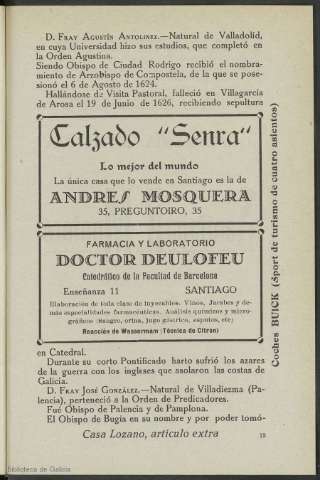 D. FRAY AGUSTÍN ANTOLINEZ.—Natural de Valladolid,
en cuya Universidad hizo sus estudios, que completó en
la Orden Agustina.
Siendo Obispo de Ciudad Rodrigo recibió el nombra-
miento de Arzobispo de Compostela, de la que se pose-
sionó el 6 de Agosto de 1624.
Hallándose de Visita Pastoral, falleció en Villagarcía
de Arosa el 19 de Junio de 1626, recibiendo sepultura
Calzado "Senra"
Lo mejor del mundo
La única casa que lo vende en Santiago es la de
ANDRES MOSQUERA
35, PREGUNTOIRO, 35
FARMACIA Y LABORATORIO
DOCTOR DEULOFEU
Catedrático de la Facultad de Barcelona
Enseñanza 11 SANTIAGO
Elaboración de toda clase de inyectables. Vinos, Jarabes y de-
más especialidades farmacéuticas. Análisis químicos y micro-
gráficos (sangre, orina, jugo gástrico, esputos, etc)
Reacción de Wassermam (Técnica de Citron)
Coches BUICK (Sport de turismo de cuatro asientos)
en Catedral.
Durante su corto Pontificado harto sufrió los azares
de la guerra con los ingleses que asolaron las costas de
Galicia.
D. FRAY JOSÉ GONZÁLEZ.—Natural de Villadiezma (Pa-
lencia), perteneció a la Orden de Predicadores.
Fué Obispo de Palencia y de Pamplona.
El Obispo de Bugía en su nombre y por poder tomó-
Casa Lozano, artículo extra
Biblioteca de Galicia